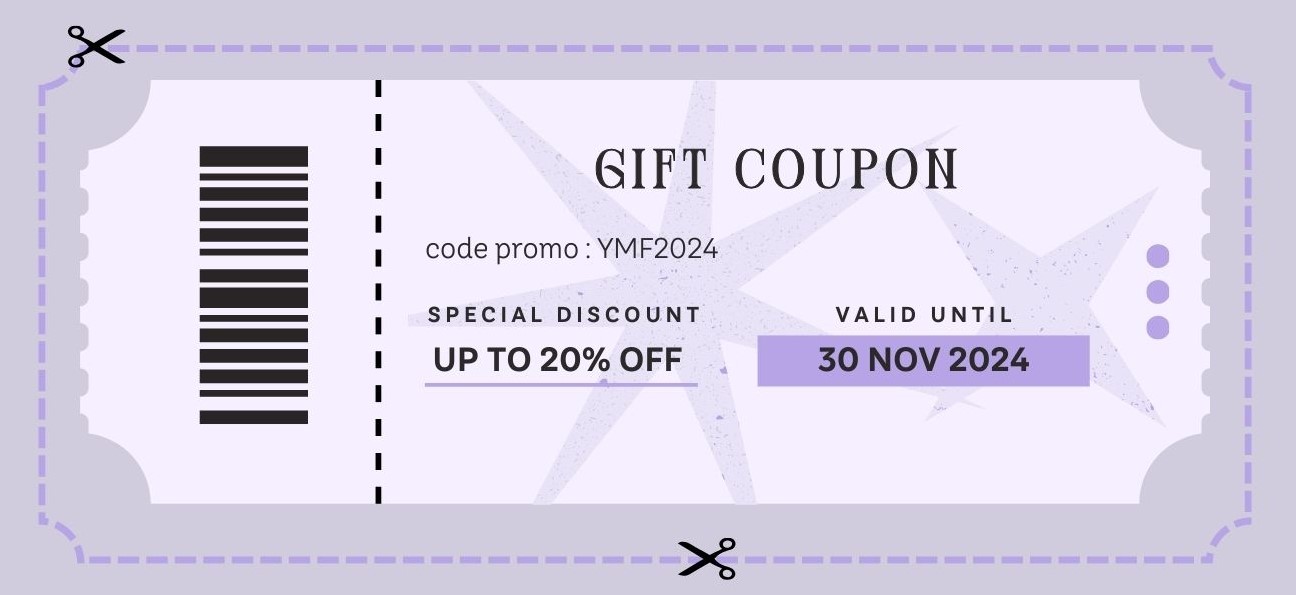 GIFT COUPON
code promo : YMF2024
SPECIAL DISCOUNT
UP TO 20% OFF
VALID UNTIL
30 NOV 2024